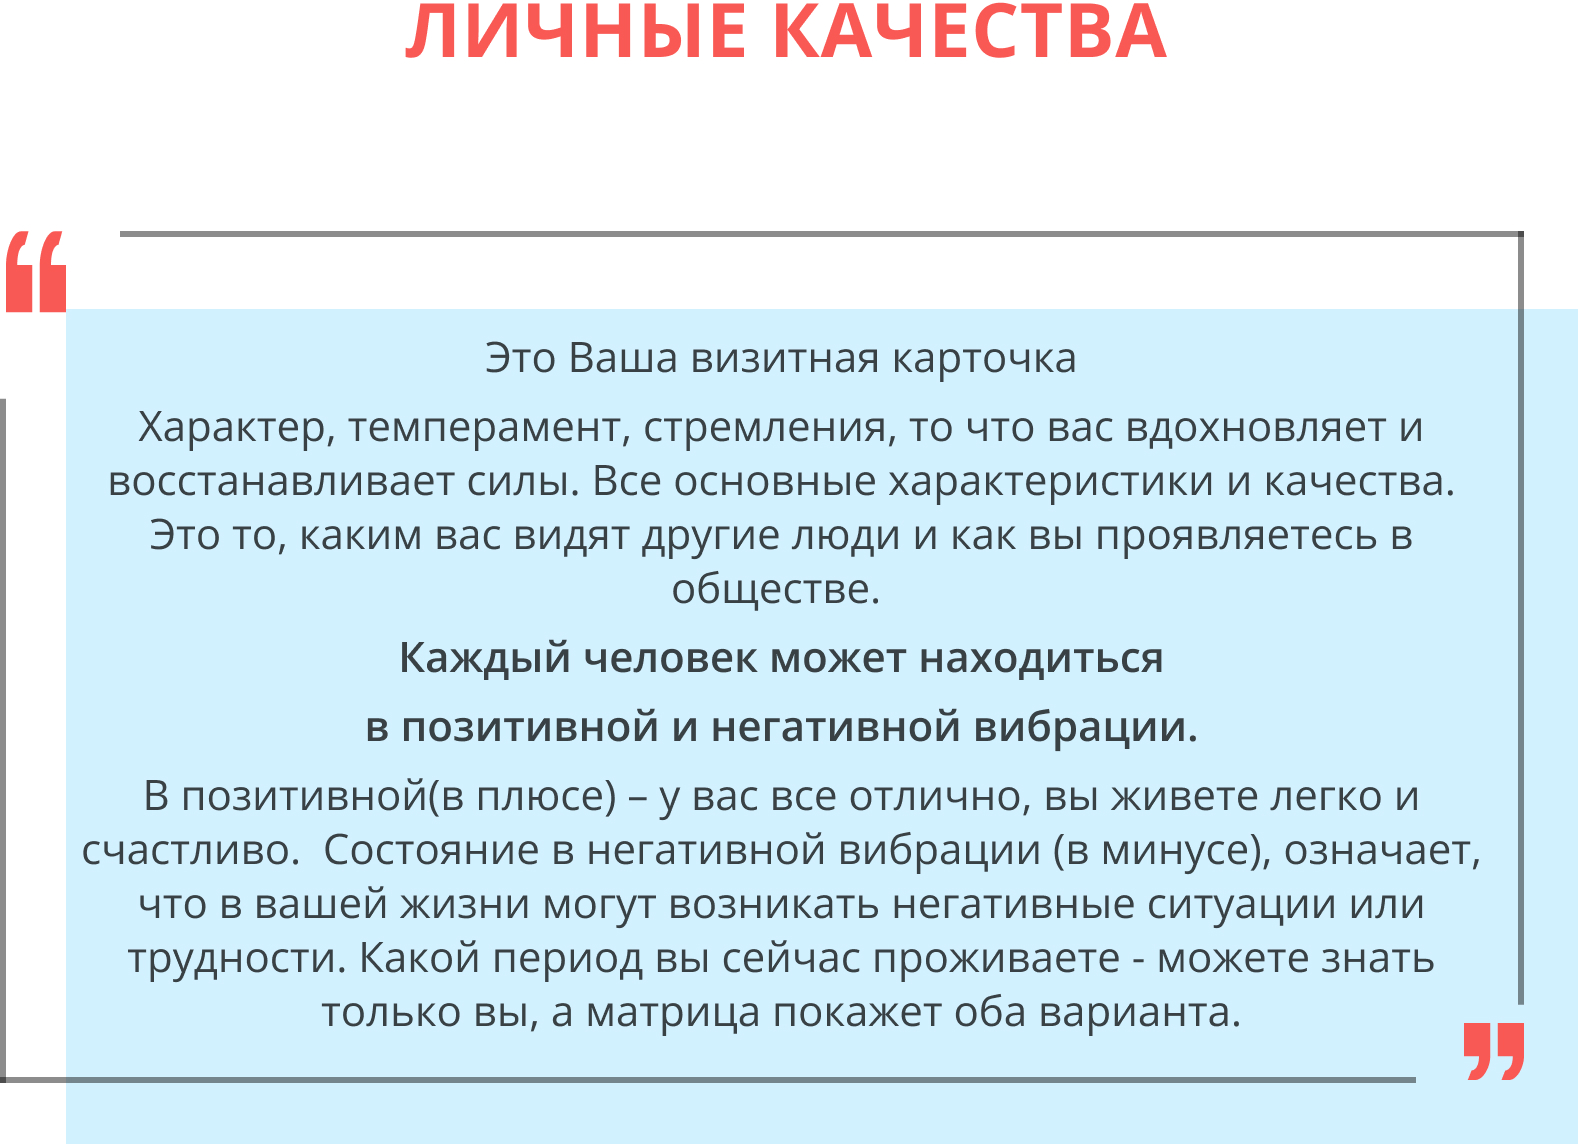 ЛИЧНЫЕ КАЧЕСТВА
Это Ваша визитная карточка
Характер, темперамент, стремления, то что вас вдохновляет и
восстанавливает силы. Все основные характеристики и качества.
Это то, каким вас видят другие люди и как вы проявляетесь в
обществе.
Каждый человек может находиться
в позитивной и негативной вибрации.
В позитивной(в плюсе) – у вас все отлично, вы живете легко и
счастливо.  Состояние в негативной вибрации (в минусе), означает,
что в вашей жизни могут возникать негативные ситуации или
трудности. Какой период вы сейчас проживаете - можете знать
только вы, а матрица покажет оба варианта.